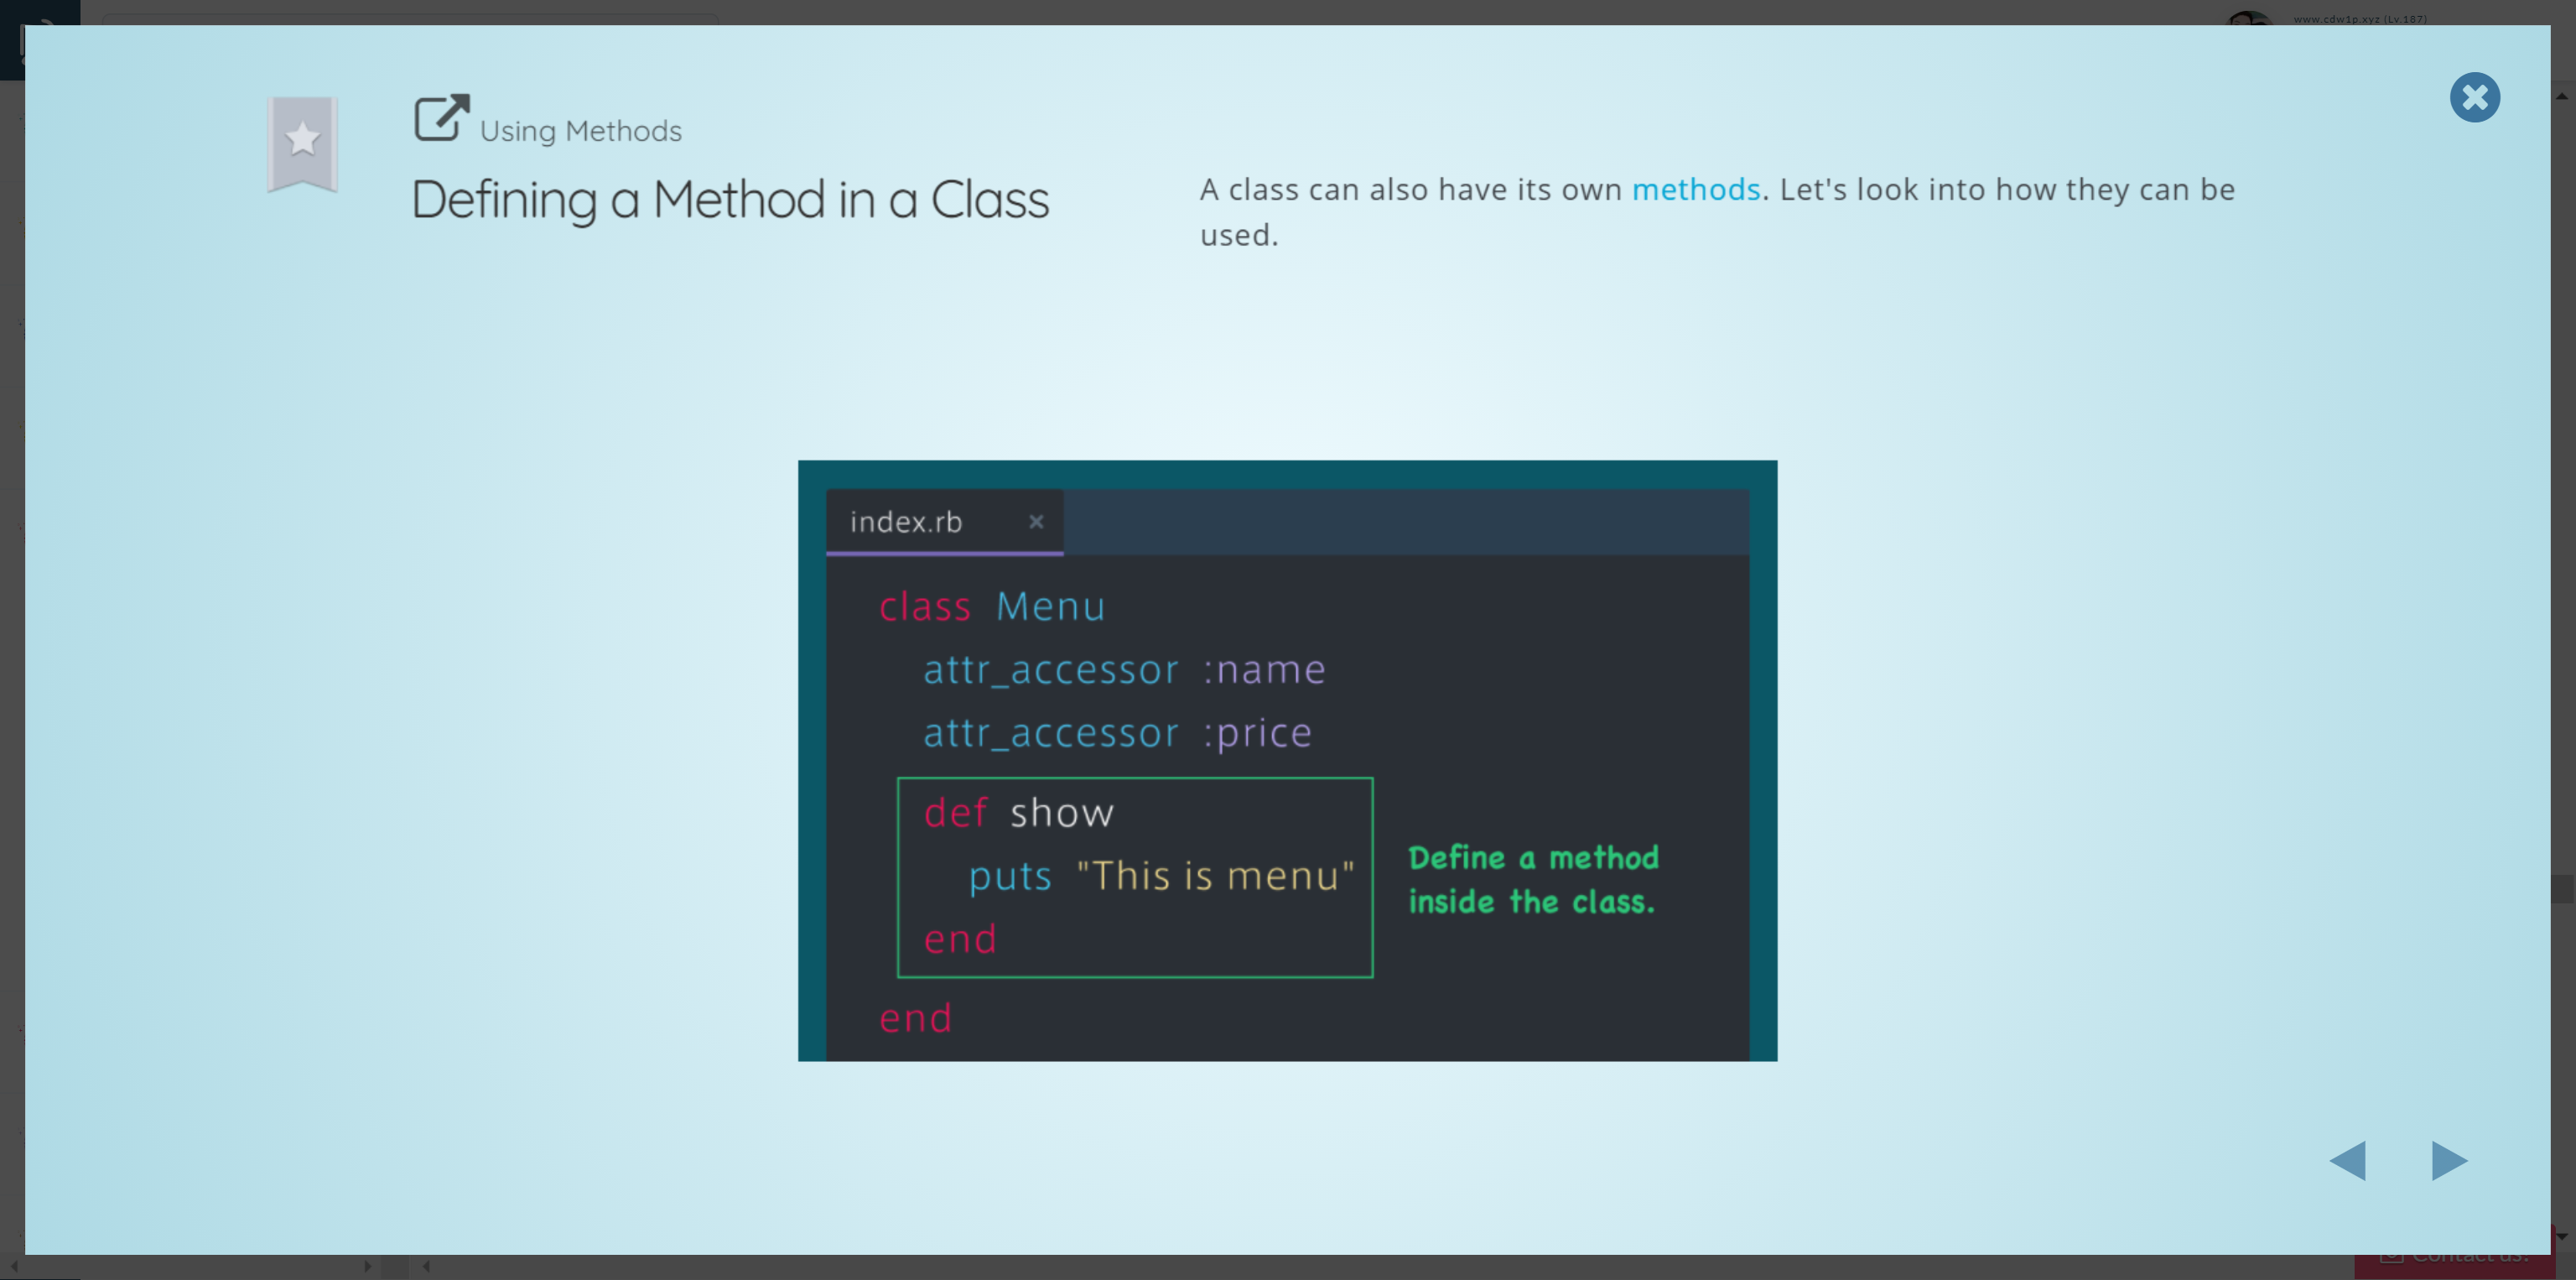 www.cdw1p.xyz (Lv.187)
Using Methods
Defining a Method in a Class
A class can also have its own methods. Let's look into how they can be
used.
index.rb
class Menu
attr_accessor :name
attr_accessor :price
def show
puts "This is menu"
end
Define a method
inside the class.
end
Contact us!